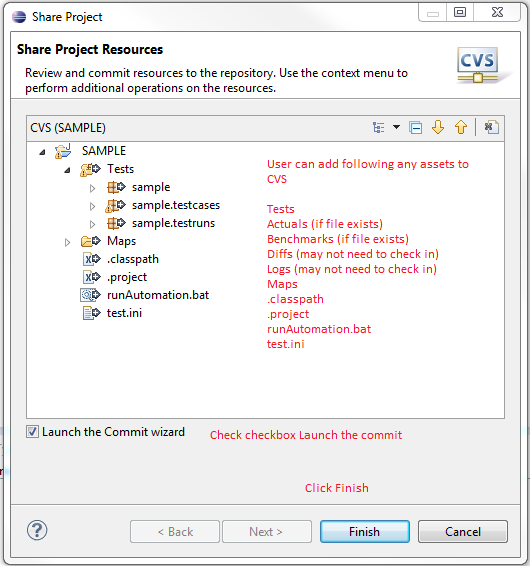 Share Project
Share Project Resources
Review and commit resources to the repository. Use the context menu to
perform additional operations on the resources.
CVS
CVS (SAMPLE)
SAMPLE
Tests
sample
sample.testcases
sample.testruns
Maps
.classpath
.project
runAutomation.bat
test.ini
User can add following any assets to
CVS
Tests
Actuals (if file exists)
Benchmarks (if file exists)
Diffs (may not need to check in)
Logs (may not need to check in)
Maps
.classpath
.project
runAutomation.bat
test.ini
Launch the Commit wizard
Check checkbox Launch the commit
Click Finish
< Back
Next >
Finish
Cancel